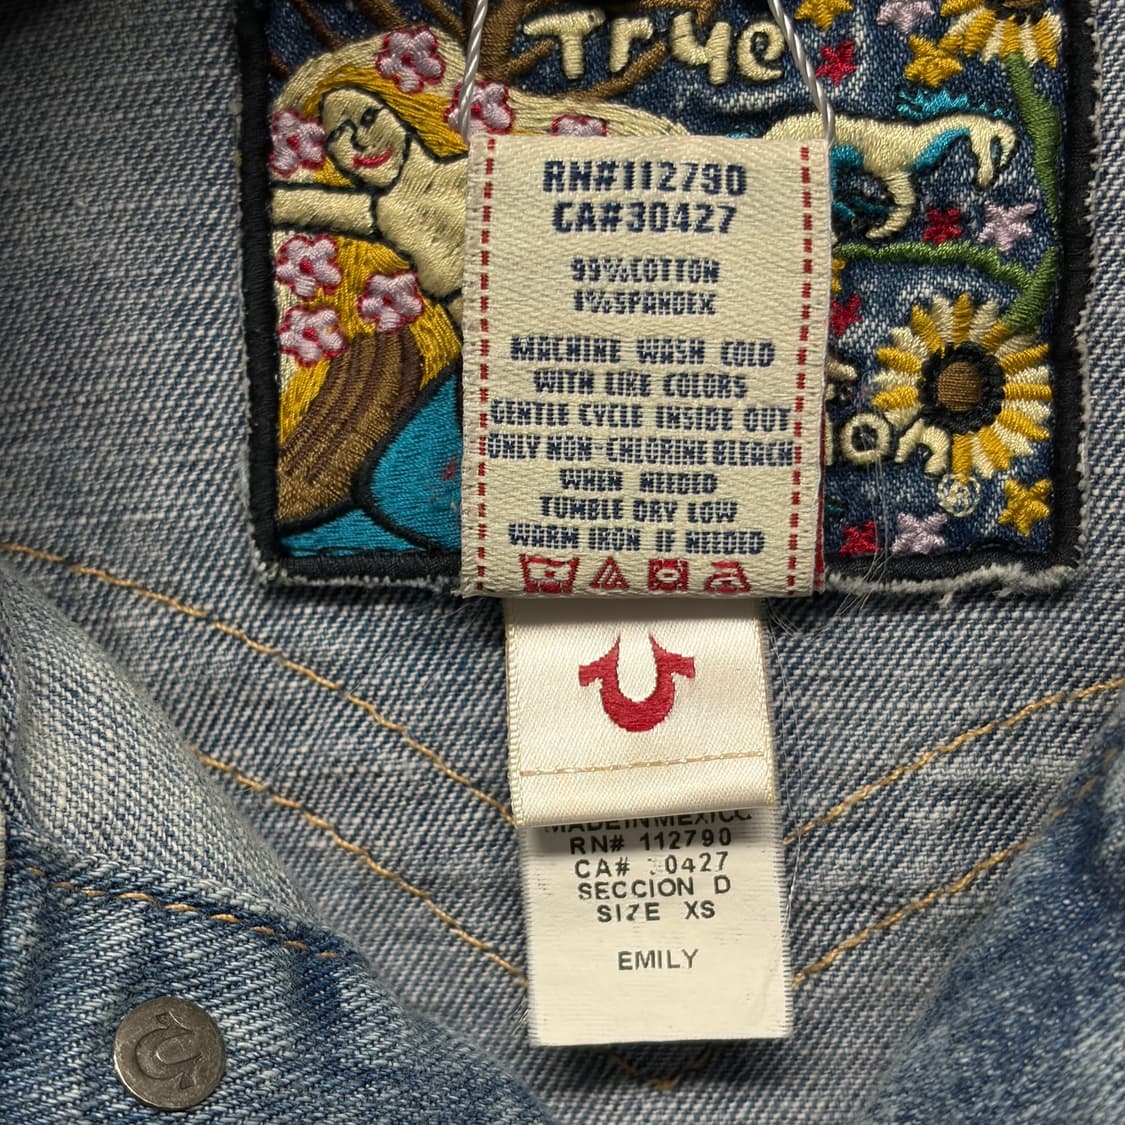 True
RN#112790
CA#30427
99%COTTON
1%SPANDEX
MACHINE WASH COLD
WITH LIKE COLORS
GENTLE CYCLE INSIDE OUT
ONLY NON-CHLORINE BLEACH
WHEN NEEDED
TUMBLE DRY LOW
WARM IRON IF NEEDED
MADE IN MEXICO
RN# 112790
CA# 30427
SECCION D
SIZE XS
EMILY